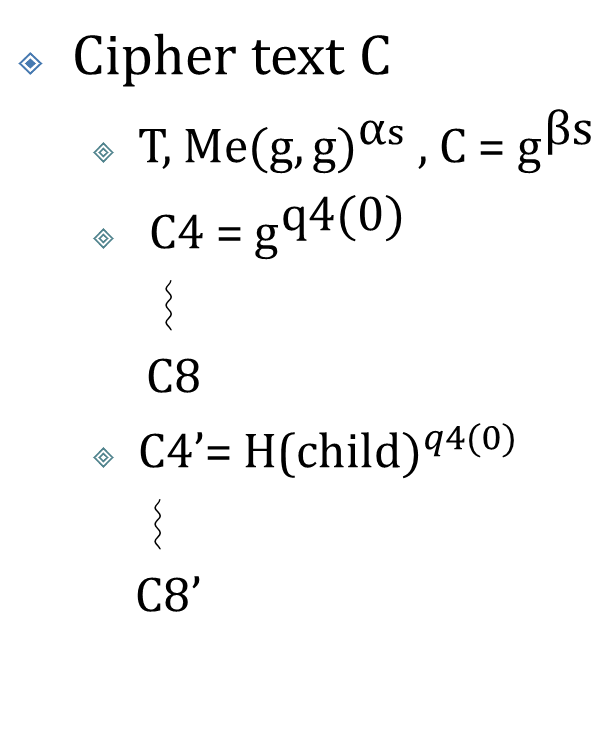 Cipher text C
T, Me(g, g)^αs , C = g^βs
C4 = g^q4(0)
C8
C4’= H(child)^q4(0)
C8’